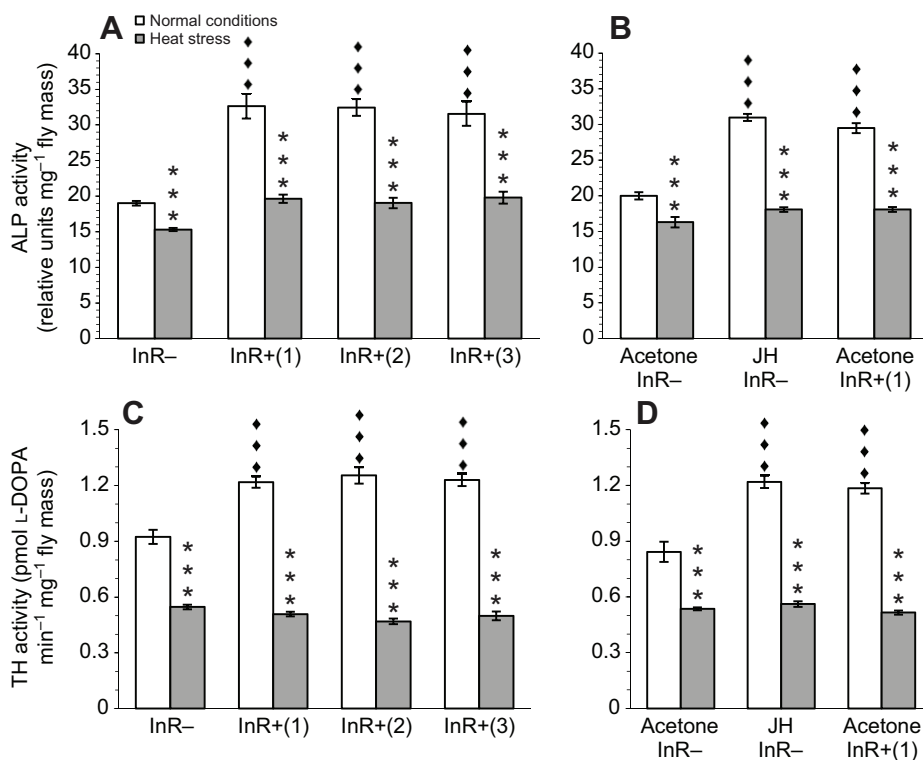 A
Normal conditions
Heat stress
B
ALP activity
(relative units mg⁻¹ fly mass)
40
35
30
25
20
15
10
5
0
InR– InR+(1) InR+(2) InR+(3)
40
35
30
25
20
15
10
5
0
Acetone JH Acetone
InR– InR– InR+(1)
C
D
TH activity (pmol L-DOPA
min⁻¹ mg⁻¹ fly mass)
1.5
1.2
0.9
0.6
0.3
0
InR– InR+(1) InR+(2) InR+(3)
1.5
1.2
0.9
0.6
0.3
0
Acetone JH Acetone
InR– InR– InR+(1)